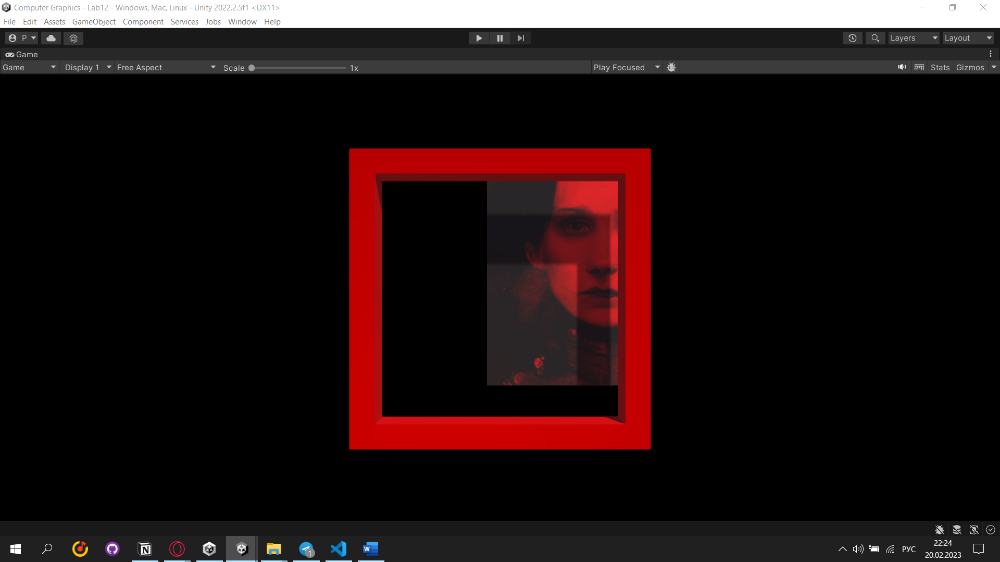 Computer Graphics - Lab12 - Windows, Mac, Linux - Unity 2022.2.5f1 <DX11>
File Edit Assets GameObject Component Services Jobs Window Help
P Layers Layout
Game
Game Display 1 Free Aspect Scale 1x Play Focused Stats Gizmos
N 1 W РУС 22:24
20.02.2023